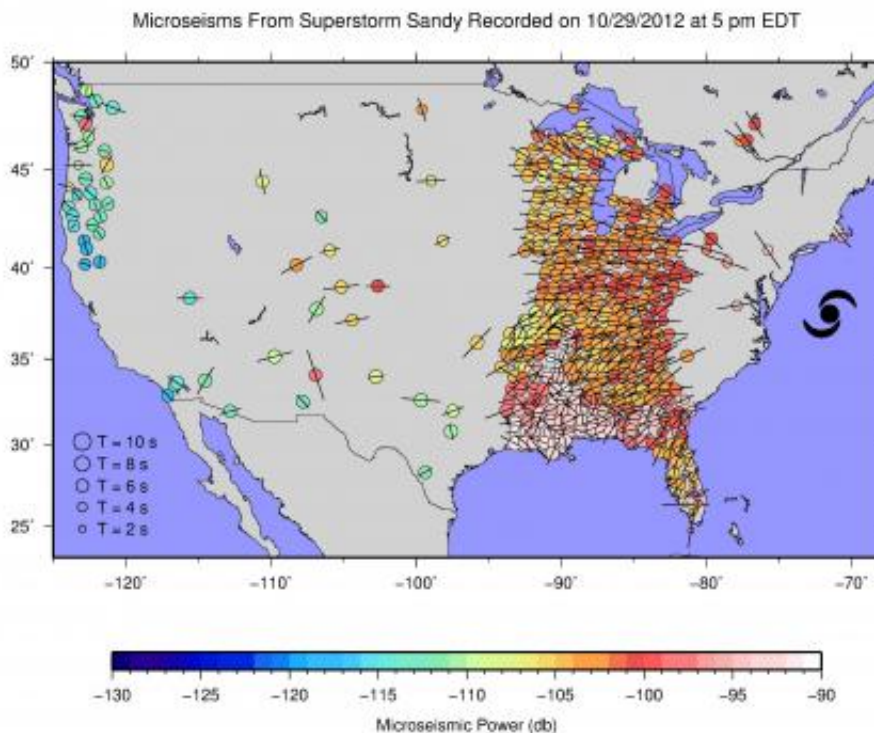 Microseisms From Superstorm Sandy Recorded on 10/29/2012 at 5 pm EDT
50˚
45˚
40˚
35˚
30˚
25˚
T = 10 s
T = 8 s
T = 6 s
T = 4 s
T = 2 s
−120˚ −110˚ −100˚ −90˚ −80˚ −70˚
−130 −125 −120 −115 −110 −105 −100 −95 −90
Microseismic Power (db)